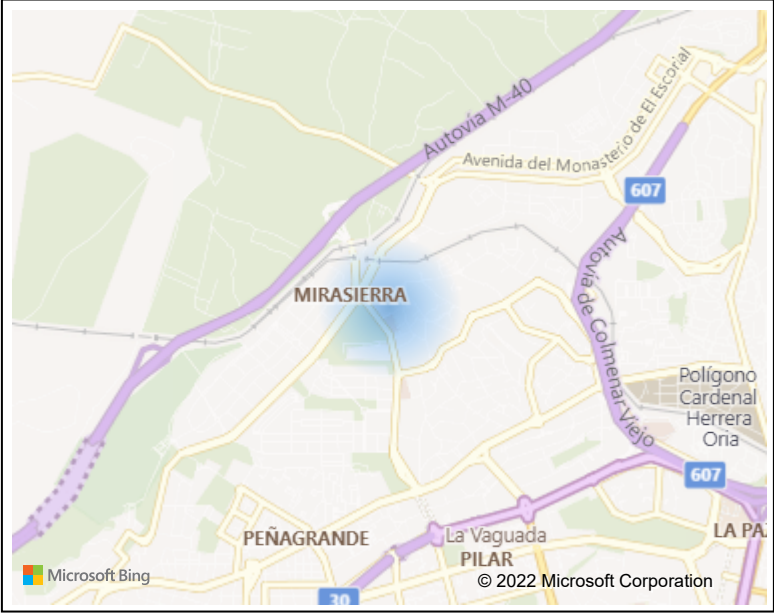 Autovía M-40
Avenida del Monasterio de El Escorial
607
Autovía de Colmenar Viejo
MIRASIERRA
Polígono
Cardenal
Herrera
Oria
607
PEÑAGRANDE
La Vaguada
PILAR
LA PAZ
Microsoft Bing
© 2022 Microsoft Corporation
30